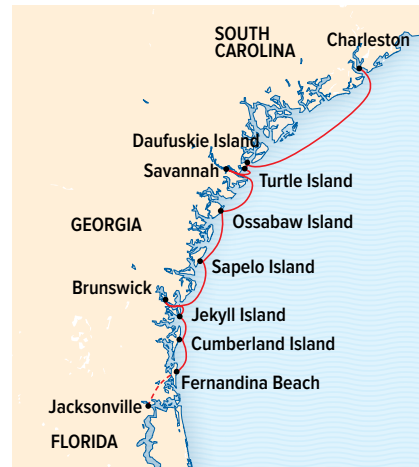 SOUTH
CAROLINA
Charleston
Daufuskie Island
Savannah
Turtle Island
Ossabaw Island
GEORGIA
Sapelo Island
Brunswick
Jekyll Island
Cumberland Island
Fernandina Beach
Jacksonville
FLORIDA